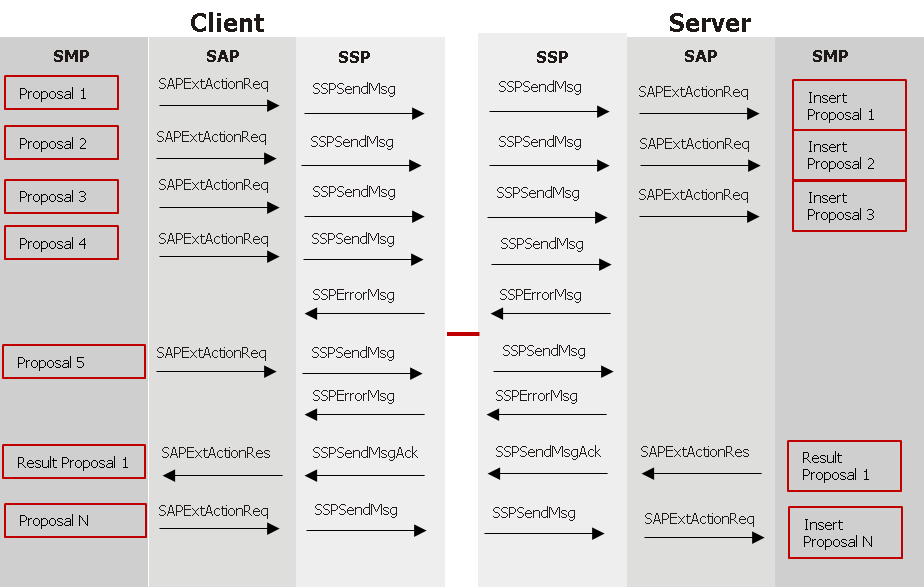 Client Server
SMP SAP SSP SSP SAP SMP
Proposal 1 SAPExtActionReq SSPSendMsg SSPSendMsg SAPExtActionReq Insert
Proposal 1
Proposal 2 SAPExtActionReq SSPSendMsg SSPSendMsg SAPExtActionReq Insert
Proposal 2
Proposal 3 SAPExtActionReq SSPSendMsg SSPSendMsg SAPExtActionReq Insert
Proposal 3
Proposal 4 SAPExtActionReq SSPSendMsg SSPSendMsg
SSPErrorMsg SSPErrorMsg
Proposal 5 SAPExtActionReq SSPSendMsg SSPSendMsg
SSPErrorMsg SSPErrorMsg
Result Proposal 1 SAPExtActionRes SSPSendMsgAck SSPSendMsgAck SAPExtActionRes Result
Proposal 1
Proposal N SAPExtActionReq SSPSendMsg SSPSendMsg SAPExtActionReq Insert
Proposal N